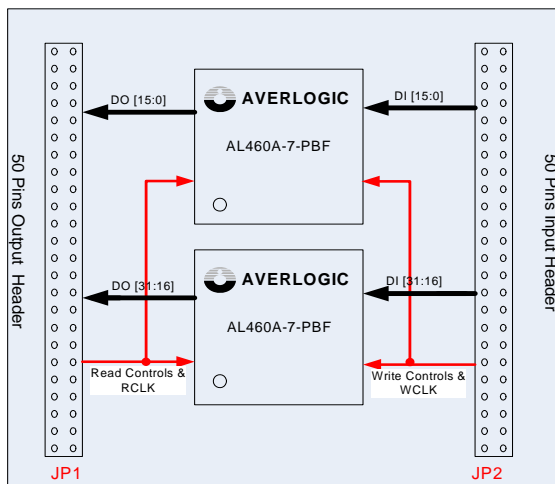 DO [15:0]
AVERLOGIC
DI [15:0]
AL460A-7-PBF
50 Pins Output Header
50 Pins Input Header
DO [31:16]
AVERLOGIC
DI [31:16]
AL460A-7-PBF
Read Controls &
RCLK
Write Controls &
WCLK
JP1
JP2